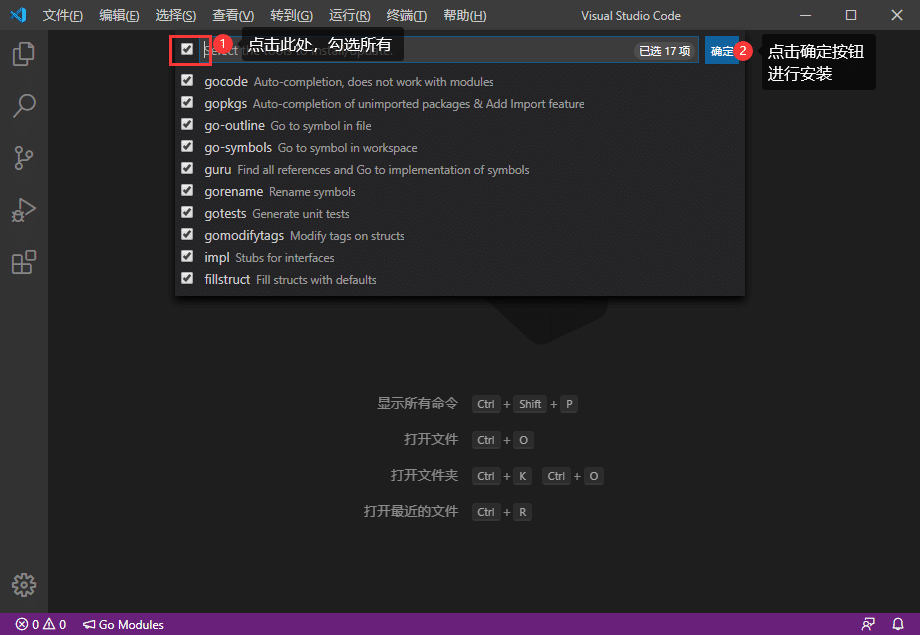 文件(F) 编辑(E) 选择(S) 查看(V) 转到(G) 运行(R) 终端(T) 帮助(H) Visual Studio Code
1 点击此处，勾选所有
Select the tools to install/update. 已选 17 项 确定 2
点击确定按钮
进行安装
gocode Auto-completion, does not work with modules
gopkgs Auto-completion of unimported packages & Add Import feature
go-outline Go to symbol in file
go-symbols Go to symbol in workspace
guru Find all references and Go to implementation of symbols
gorename Rename symbols
gotests Generate unit tests
gomodifytags Modify tags on structs
impl Stubs for interfaces
fillstruct Fill structs with defaults
显示所有命令 Ctrl + Shift + P
打开文件 Ctrl + O
打开文件夹 Ctrl + K Ctrl + O
打开最近的文件 Ctrl + R
0 0 Go Modules